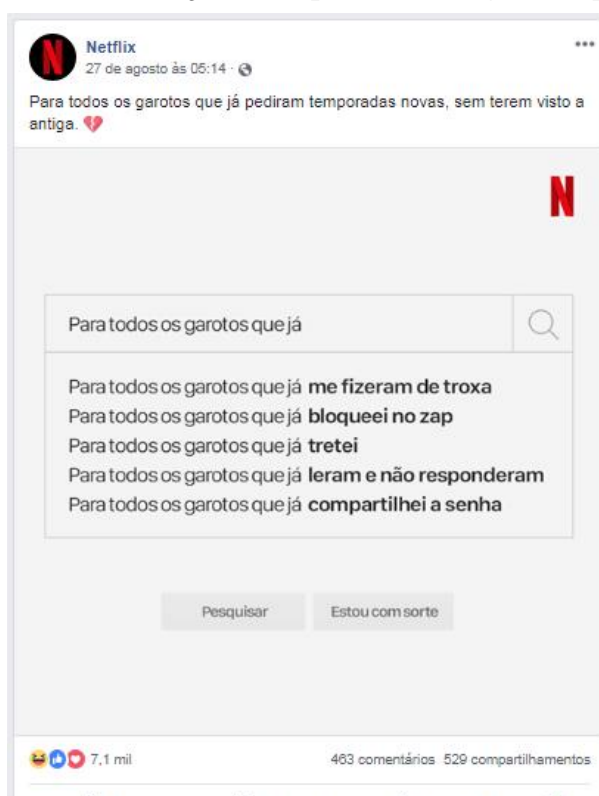 Netflix
27 de agosto às 05:14 ·
Para todos os garotos que já pediram temporadas novas, sem terem visto a
antiga. 💔
N
Para todos os garotos que já
Para todos os garotos que já me fizeram de troxa
Para todos os garotos que já bloqueei no zap
Para todos os garotos que já tretei
Para todos os garotos que já leram e não responderam
Para todos os garotos que já compartilhei a senha
Pesquisar Estou com sorte
7,1 mil 463 comentários 529 compartilhamentos